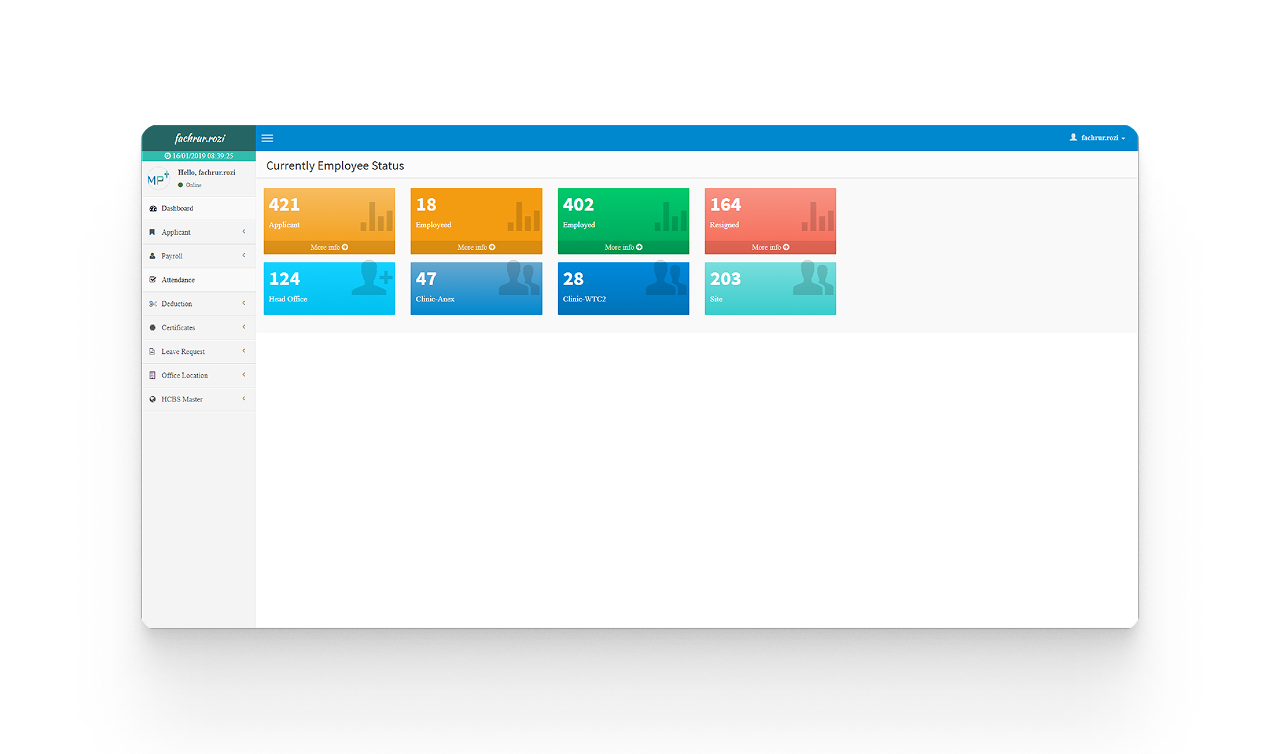 fachrur.rozi
fachrur.rozi
16/01/2019 08:39:25
Currently Employee Status
MP+
Hello, fachrur.rozi
Online
Dashboard
Applicant
Payroll
Attendance
Deduction
Certificates
Leave Request
Office Location
HCBS Master
421
Applicant
More info
18
Employeed
More info
402
Employed
More info
164
Resigned
More info
124
Head Office
47
Clinic-Anex
28
Clinic-WTC2
203
Site